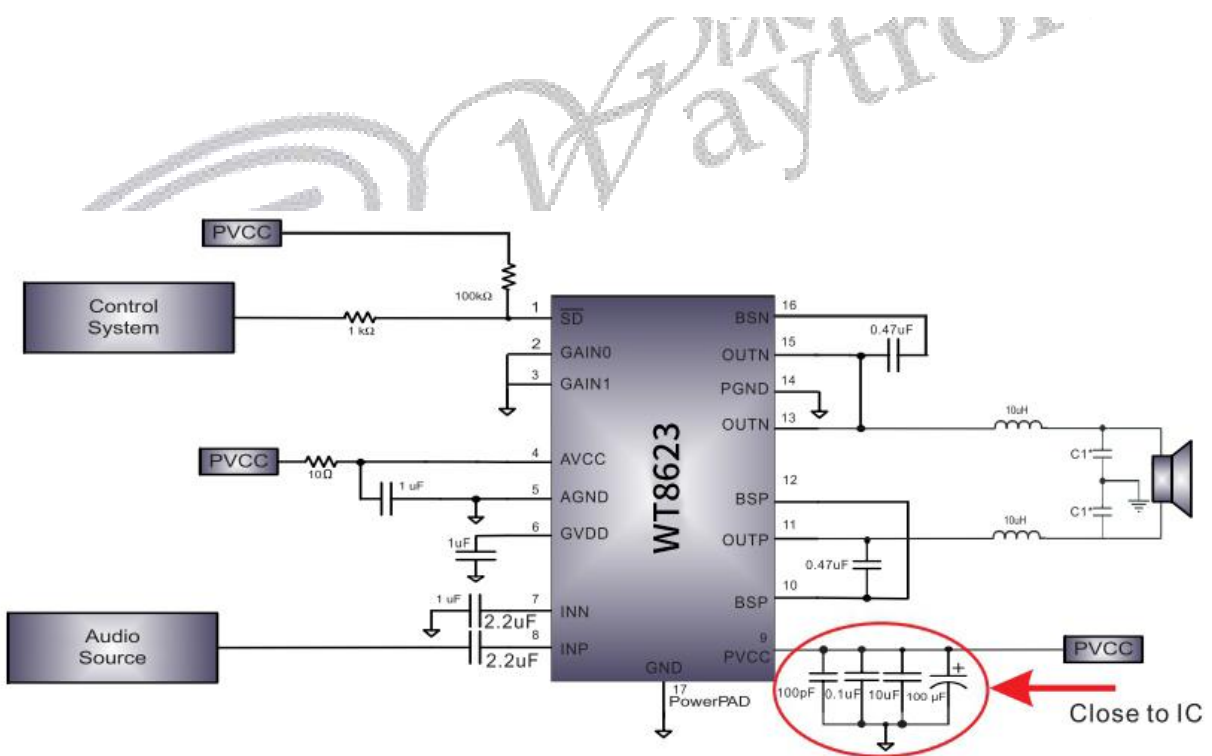 Waytron
PVCC
Control
System
100kΩ
1 kΩ
1
SD
2
GAIN0
3
GAIN1
PVCC
10Ω
4
AVCC
1 uF
5
AGND
6
GVDD
1uF
1 uF
7
INN
2.2uF
Audio
Source
8
INP
2.2uF
WT8623
GND
17
PowerPAD
16
BSN
0.47uF
15
OUTN
14
PGND
13
OUTN
10uH
C1*
12
BSP
C1*
11
OUTP
10uH
0.47uF
10
BSP
9
PVCC
PVCC
100pF
0.1uF
10uF
+
100 µF
Close to IC